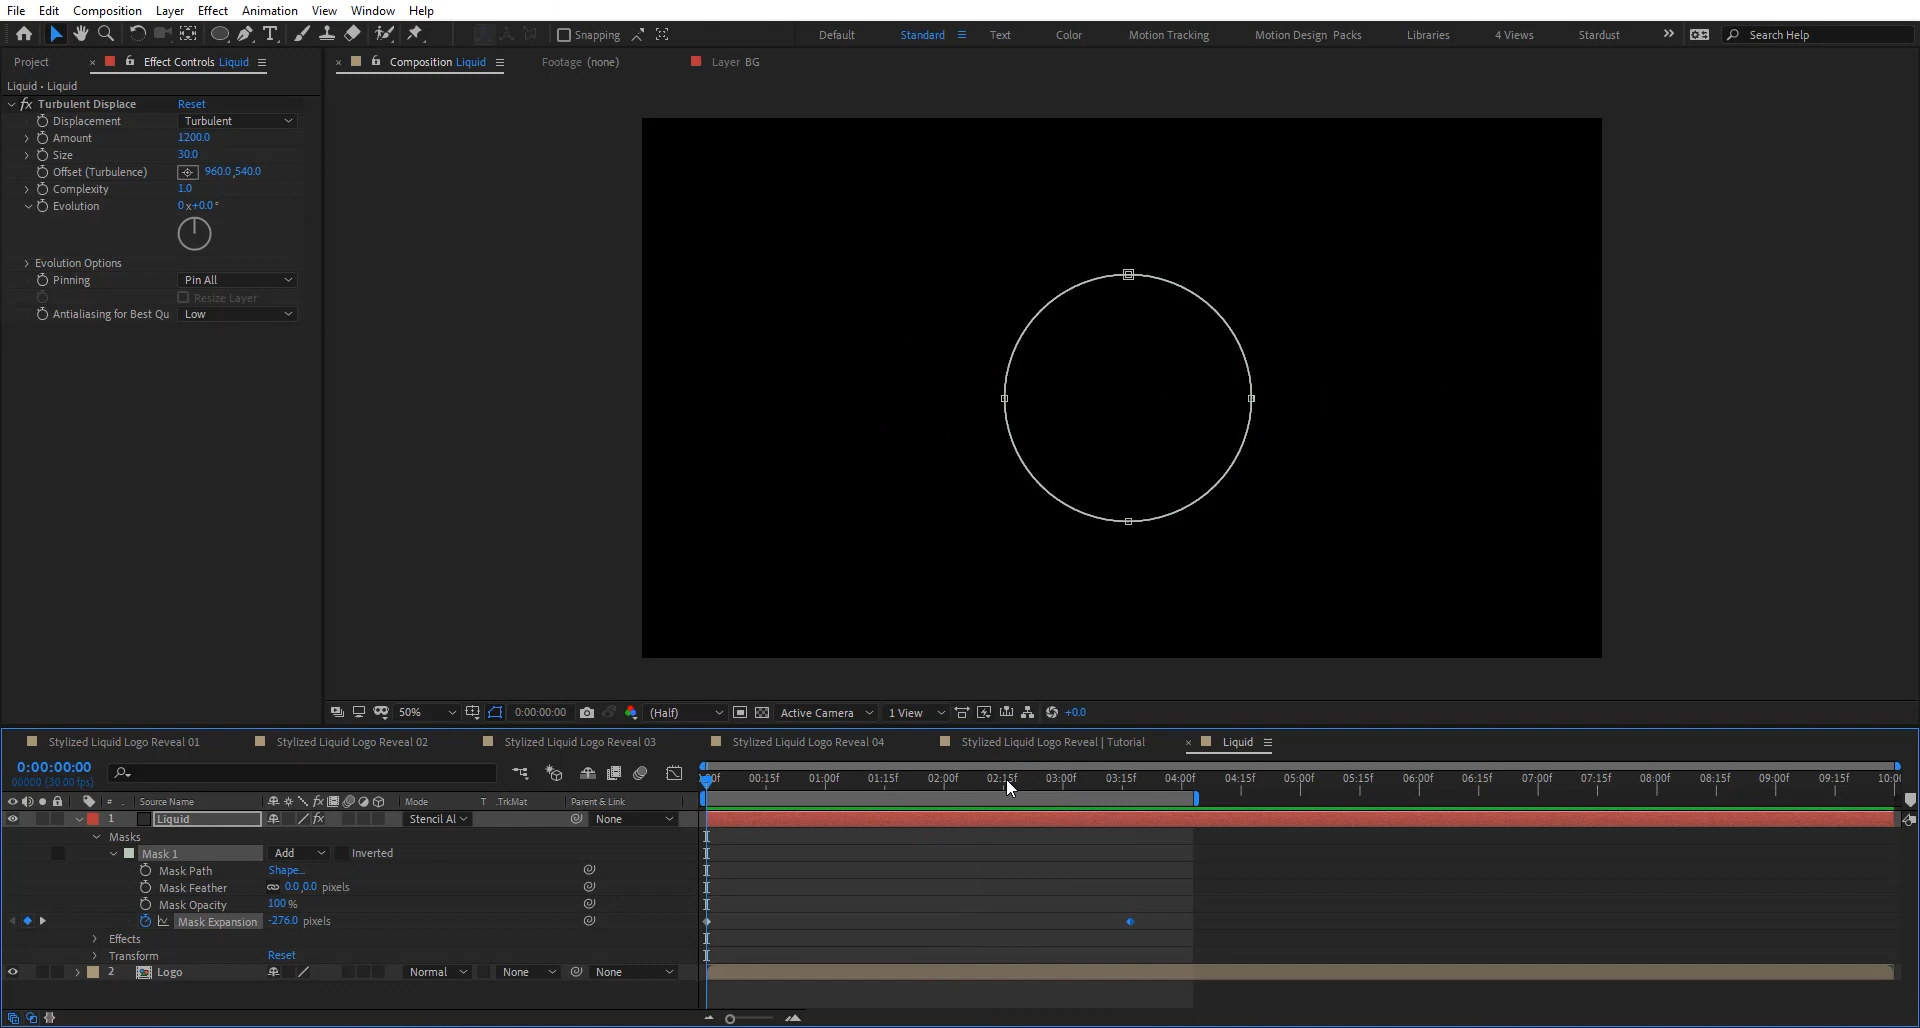 File Edit Composition Layer Effect Animation View Window Help
Snapping Default Standard Text Color Motion Tracking Motion Design Packs Libraries 4 Views Stardust Search Help
Project Effect Controls Liquid Composition Liquid Footage (none) Layer BG
Liquid • Liquid
fx Turbulent Displace Reset
Displacement Turbulent
Amount 1200.0
Size 30.0
Offset (Turbulence) 960.0,540.0
Complexity 1.0
Evolution 0x+0.0°
Evolution Options
Pinning Pin All
Resize Layer
Antialiasing for Best Qu Low
50% 0:00:00:00 (Half) Active Camera 1 View +0.0
Stylized Liquid Logo Reveal 01 Stylized Liquid Logo Reveal 02 Stylized Liquid Logo Reveal 03 Stylized Liquid Logo Reveal 04 Stylized Liquid Logo Reveal | Tutorial Liquid
0:00:00:00
00000 (30.00 fps)
:00f 00:15f 01:00f 01:15f 02:00f 02:15f 03:00f 03:15f 04:00f 04:15f 05:00f 05:15f 06:00f 06:15f 07:00f 07:15f 08:00f 08:15f 09:00f 09:15f 10:00
# Source Name fx Mode T .TrkMat Parent & Link
1 Liquid fx Stencil Al None
Masks
Mask 1 Add Inverted
Mask Path Shape...
Mask Feather 0.0,0.0 pixels
Mask Opacity 100%
Mask Expansion -276.0 pixels
Effects
Transform Reset
2 Logo Normal None None